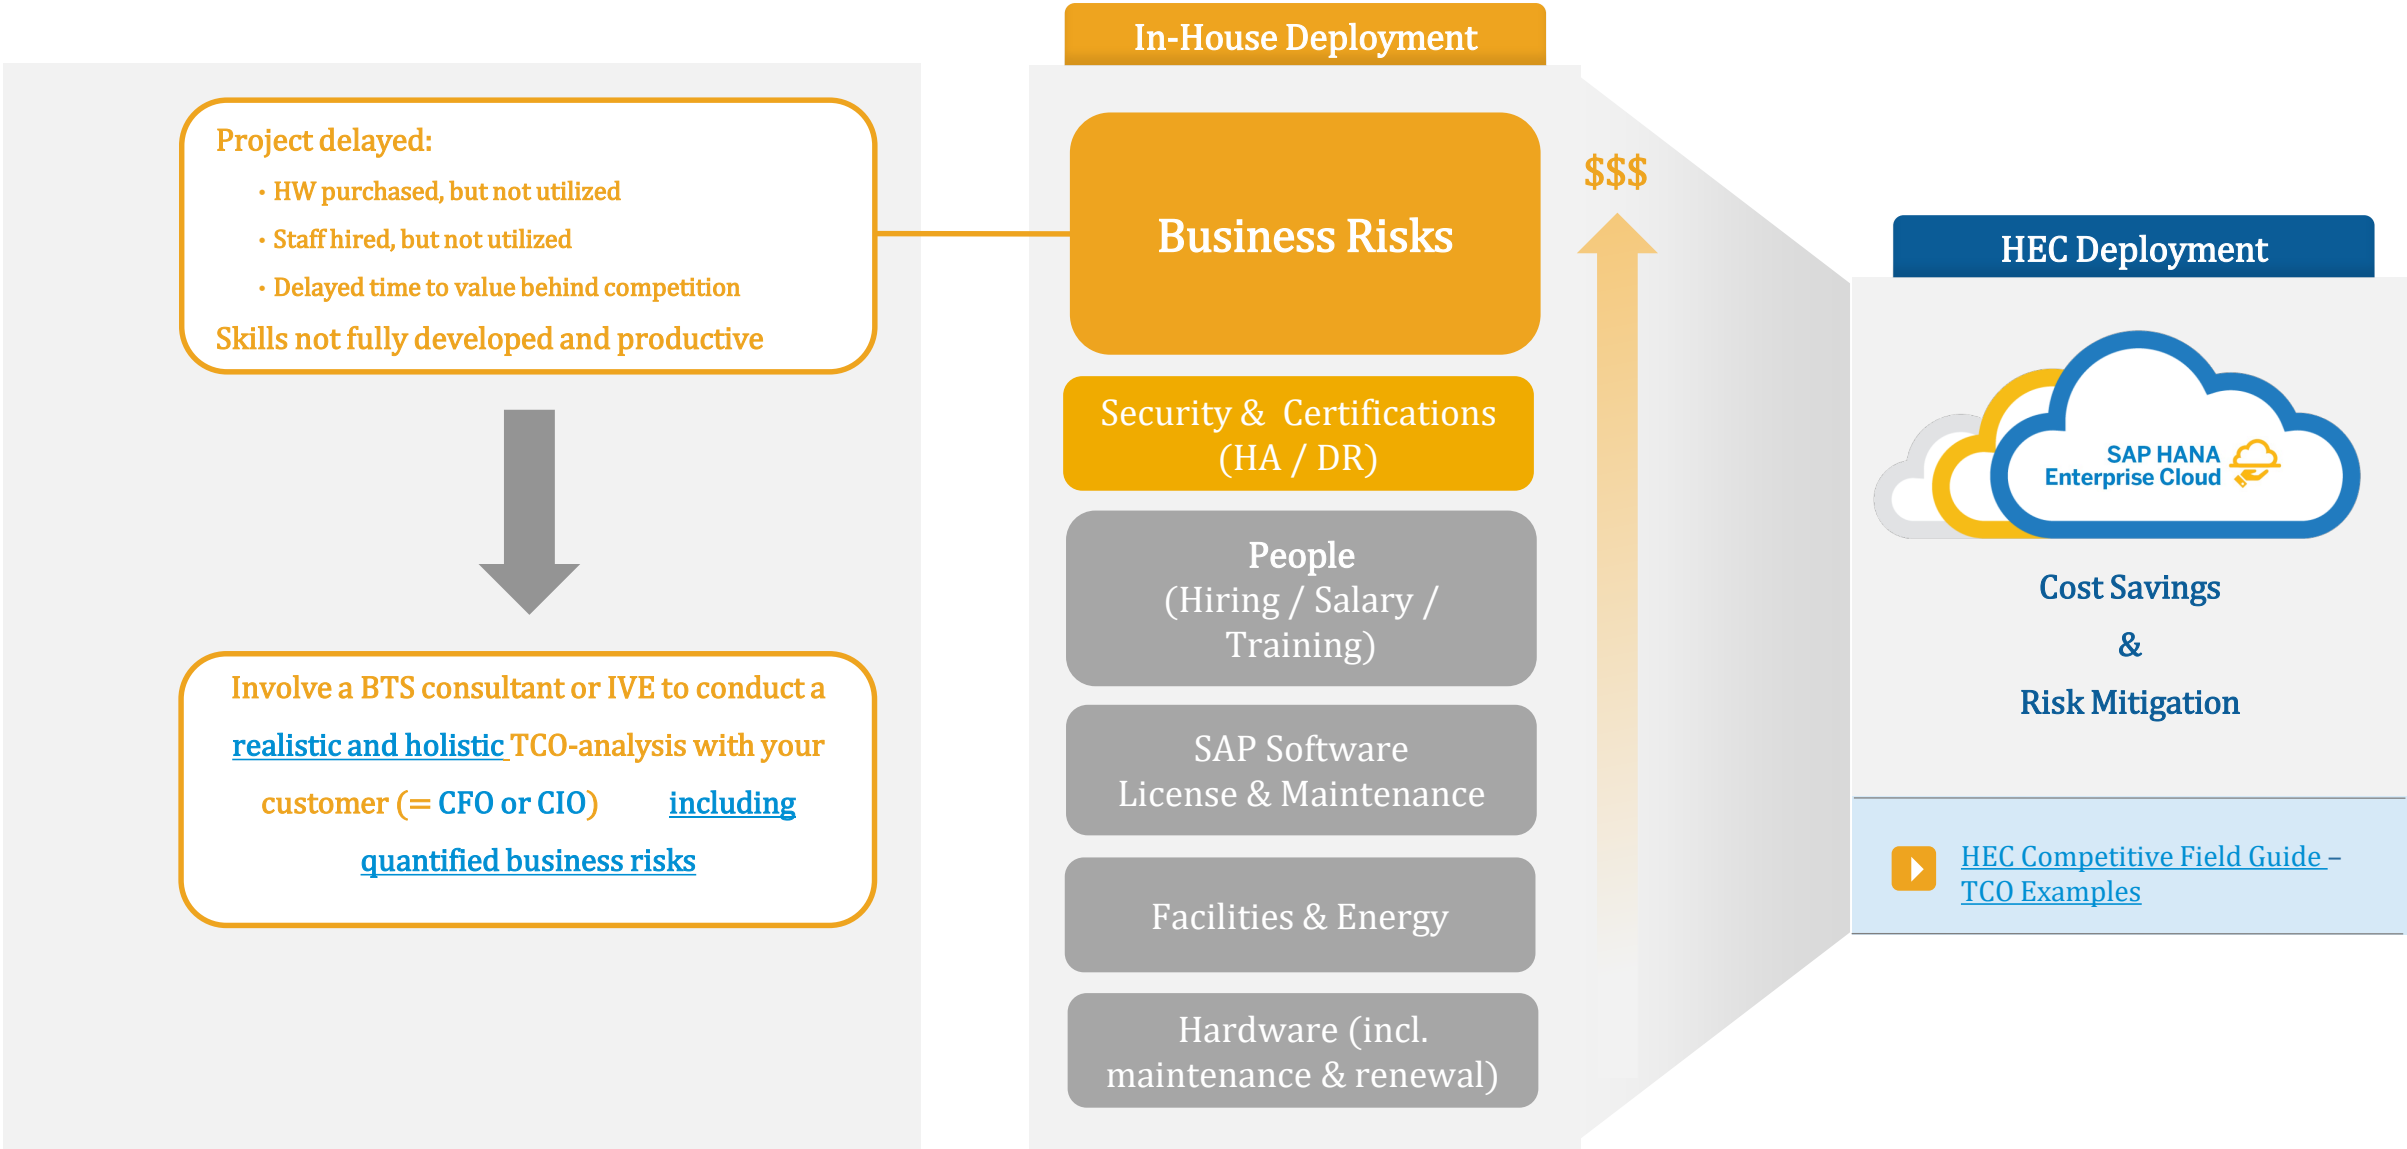 Project delayed:
• HW purchased, but not utilized
• Staff hired, but not utilized
• Delayed time to value behind competition
Skills not fully developed and productive
Involve a BTS consultant or IVE to conduct a
realistic and holistic TCO-analysis with your
customer (= CFO or CIO) including
quantified business risks
In-House Deployment
Business Risks
Security & Certifications
(HA / DR)
People
(Hiring / Salary /
Training)
SAP Software
License & Maintenance
Facilities & Energy
Hardware (incl.
maintenance & renewal)
$$$
HEC Deployment
SAP HANA
Enterprise Cloud
Cost Savings
&
Risk Mitigation
HEC Competitive Field Guide –
TCO Examples